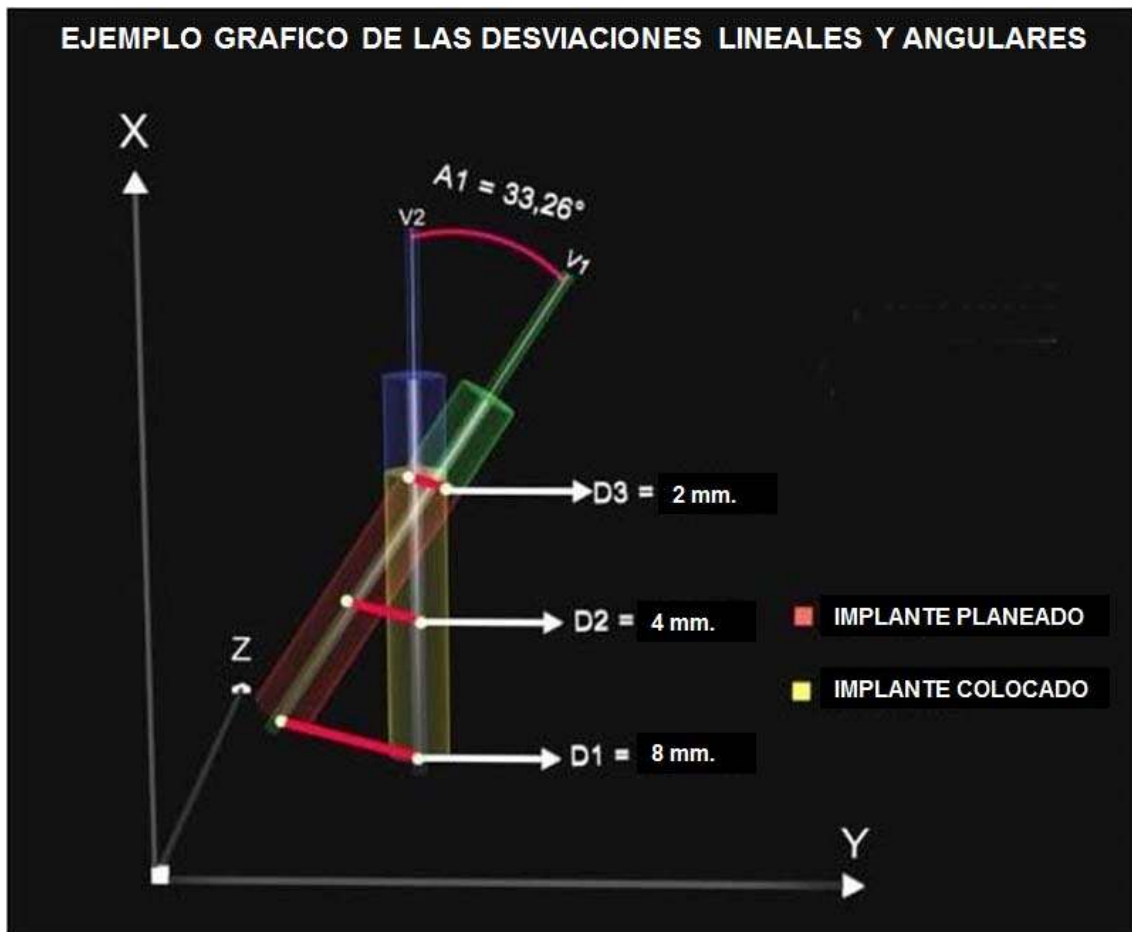 EJEMPLO GRAFICO DE LAS DESVIACIONES LINEALES Y ANGULARES
X
A1 = 33,26°
V2
V1
D3 = 2 mm.
D2 = 4 mm.
IMPLANTE PLANEADO
Z
IMPLANTE COLOCADO
D1 = 8 mm.
Y